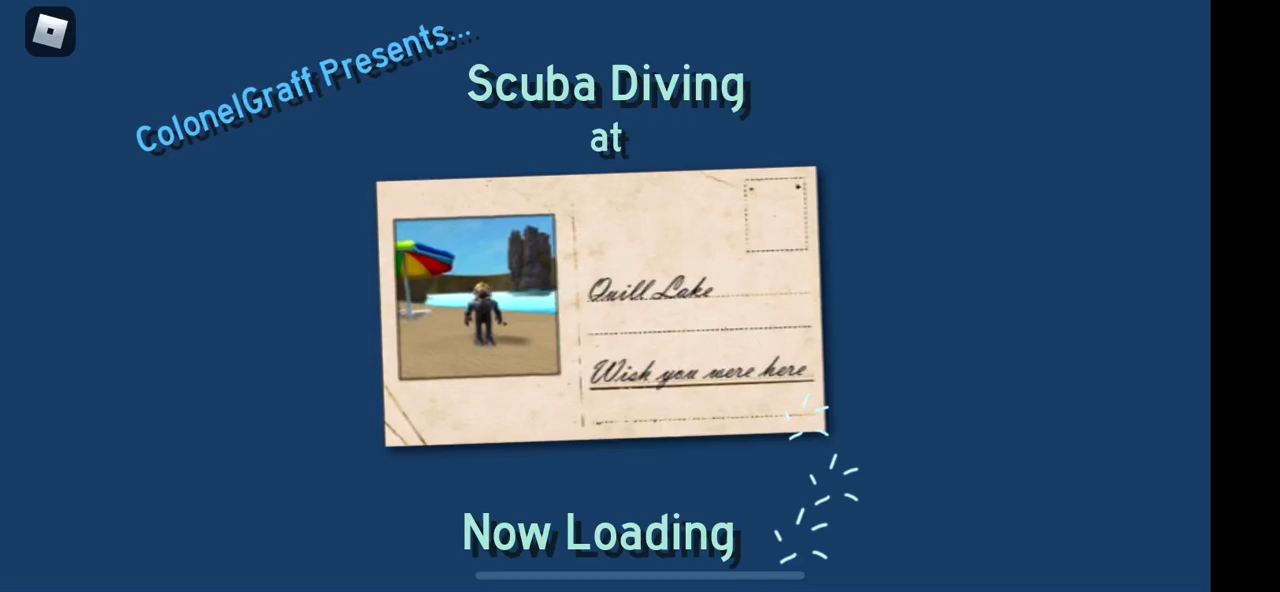 ColonelGraff Presents...
Scuba Diving
at
Quill Lake
Wish you were here
Now Loading